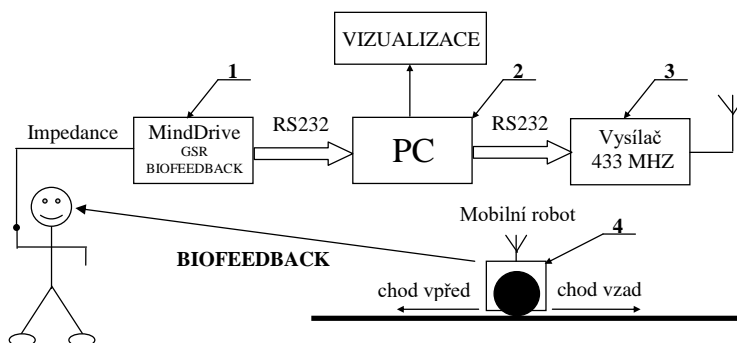 VIZUALIZACE
1
2
3
Impedance
MindDrive
GSR
BIOFEEDBACK
RS232
PC
RS232
Vysílač
433 MHZ
Mobilní robot
4
BIOFEEDBACK
chod vpřed
chod vzad